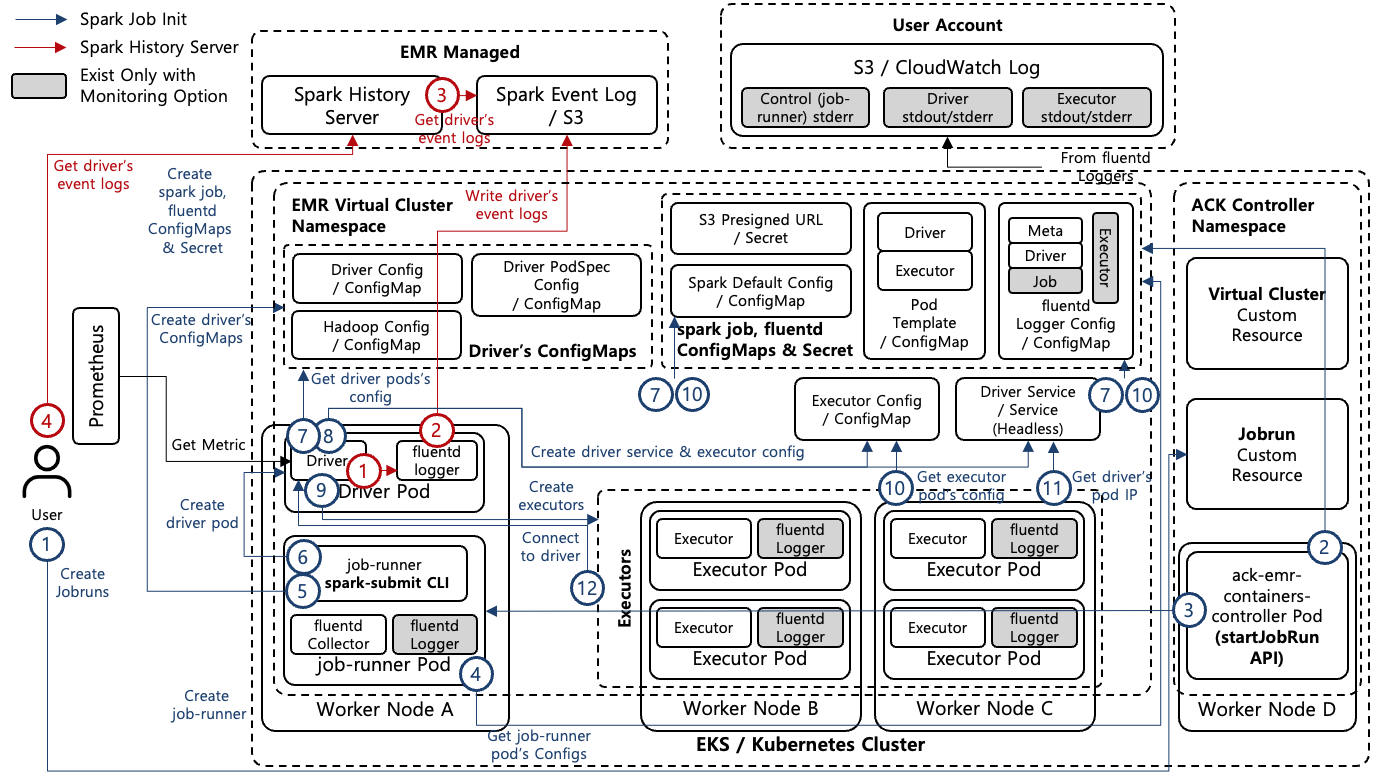 Spark Job Init
Spark History Server
Exist Only with
Monitoring Option
EMR Managed
Spark History
Server
3
Spark Event Log
/ S3
Get driver's
event logs
User Account
S3 / CloudWatch Log
Control (job-
runner) stderr
Driver
stdout/stderr
Executor
stdout/stderr
From fluentd
Loggers
Get driver's
event logs
Create
spark job,
fluentd
ConfigMaps
& Secret
Write driver's
event logs
EMR Virtual Cluster
Namespace
Driver Config
/ ConfigMap
Driver PodSpec
Config
/ ConfigMap
Hadoop Config
/ ConfigMap
Driver's ConfigMaps
S3 Presigned URL
/ Secret
Spark Default Config
/ ConfigMap
spark job, fluentd
ConfigMaps & Secret
Driver
Executor
Pod
Template
/ ConfigMap
Meta
Driver
Job
Executor
fluentd
Logger Config
/ ConfigMap
ACK Controller
Namespace
Virtual Cluster
Custom
Resource
Jobrun
Custom
Resource
Prometheus
Create driver's
ConfigMaps
Get driver pods's
config
7
10
Executor Config
/ ConfigMap
Driver Service
/ Service
(Headless)
7
10
4
User
1
Create
Jobruns
Get Metric
Create
driver pod
7
8
2
Driver
1
fluentd
logger
9
Driver Pod
Create driver service & executor config
Create
executors
Connect
to driver
12
10
Get executor
pod's config
11
Get driver's
pod IP
6
5
job-runner
spark-submit CLI
fluentd
Collector
fluentd
Logger
job-runner Pod
4
Worker Node A
Create
job-runner
Get job-runner
pod's Configs
Executors
Executor
fluentd
Logger
Executor Pod
Executor
fluentd
Logger
Executor Pod
Worker Node B
Executor
fluentd
Logger
Executor Pod
Executor
fluentd
Logger
Executor Pod
Worker Node C
2
3
ack-emr-
containers-
controller Pod
(startJobRun
API)
Worker Node D
EKS / Kubernetes Cluster